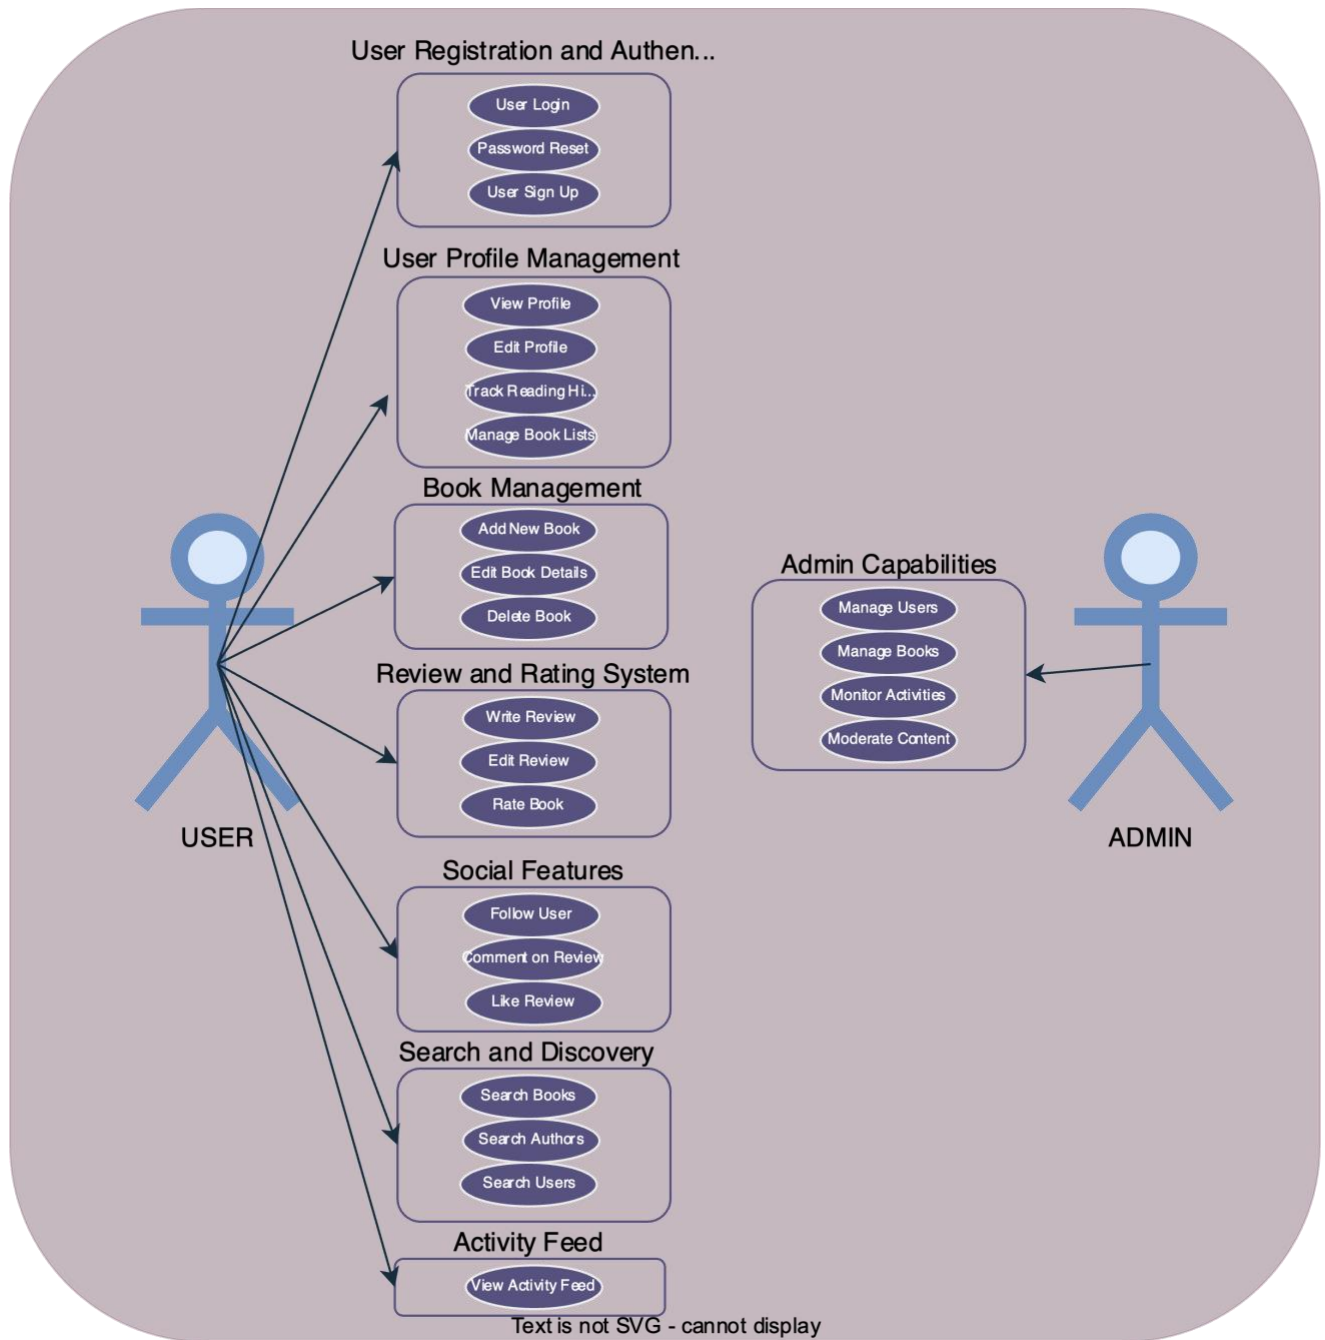 User Registration and Authen...
User Login
Password Reset
User Sign Up
User Profile Management
View Profile
Edit Profile
Track Reading Hi...
Manage Book Lists
Book Management
Add New Book
Edit Book Details
Delete Book
Review and Rating System
Write Review
Edit Review
Rate Book
Social Features
Follow User
Comment on Review
Like Review
Search and Discovery
Search Books
Search Authors
Search Users
Activity Feed
View Activity Feed
USER
Admin Capabilities
Manage Users
Manage Books
Monitor Activities
Moderate Content
ADMIN
Text is not SVG - cannot display